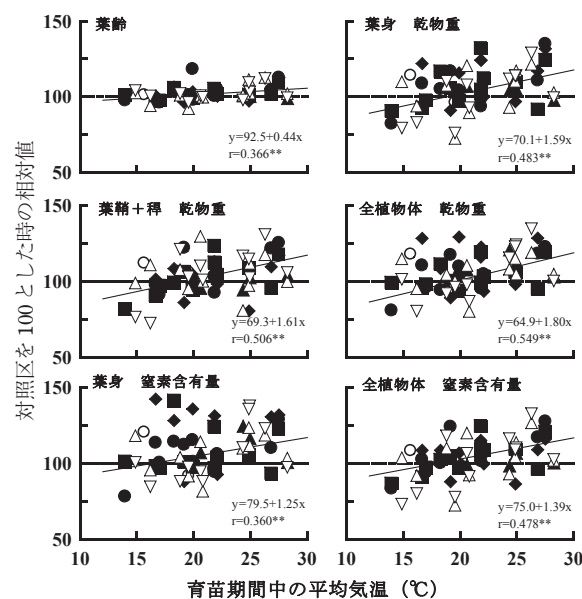 対照区を 100 とした時の相対値
葉齢
150
100
50
y=92.5+0.44x
r=0.366**
葉身 乾物重
y=70.1+1.59x
r=0.483**
葉鞘＋稈 乾物重
150
100
50
y=69.3+1.61x
r=0.506**
全植物体 乾物重
y=64.9+1.80x
r=0.549**
葉身 窒素含有量
150
100
50
y=79.5+1.25x
r=0.360**
全植物体 窒素含有量
y=75.0+1.39x
r=0.478**
10 15 20 25 30 10 15 20 25 30
育苗期間中の平均気温（℃）